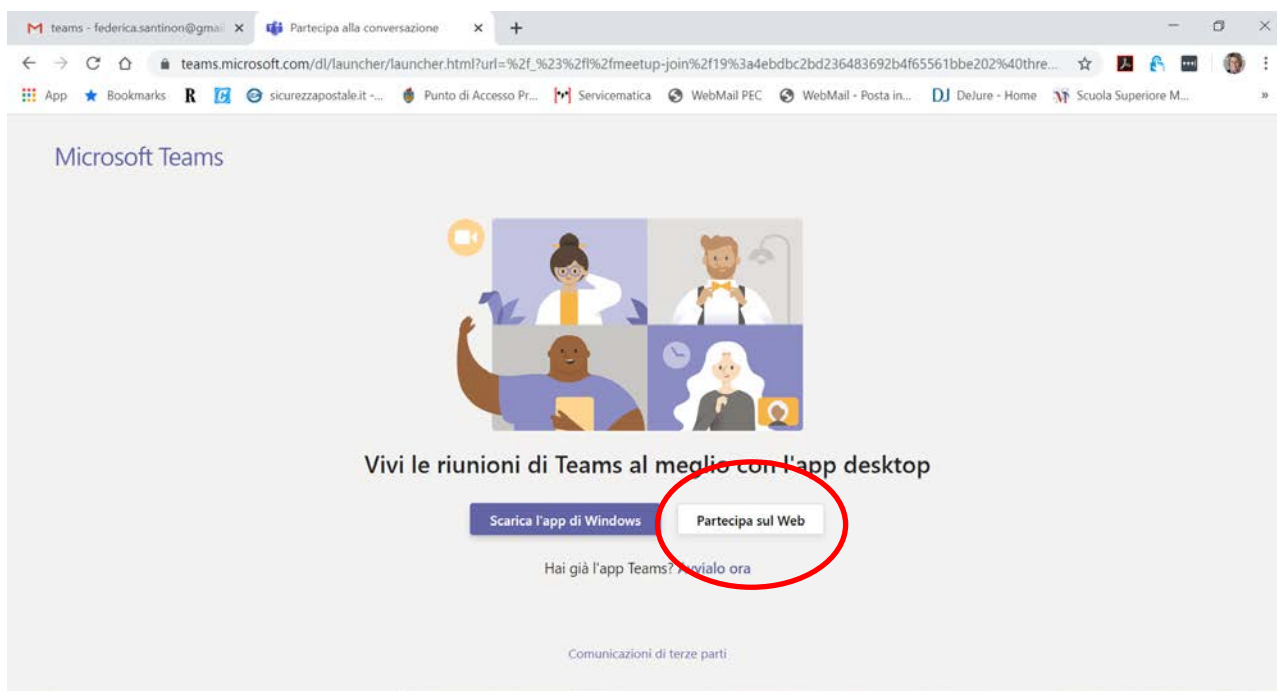 teams - federica.santinon@gmai
Partecipa alla conversazione
teams.microsoft.com/dl/launcher/launcher.html?url=%2f_%23%2fl%2fmeetup-join%2f19%3a4ebdbc2bd236483692b4f65561bbe202%40thre...
App
Bookmarks
R
G
sicurezzapostale.it -...
Punto di Accesso Pr...
Servicematica
WebMail PEC
WebMail - Posta in...
DJ DeJure - Home
Scuola Superiore M...
»
Microsoft Teams
Vivi le riunioni di Teams al meglio con l'app desktop
Scarica l'app di Windows
Partecipa sul Web
Hai già l'app Teams? Avvialo ora
Comunicazioni di terze parti